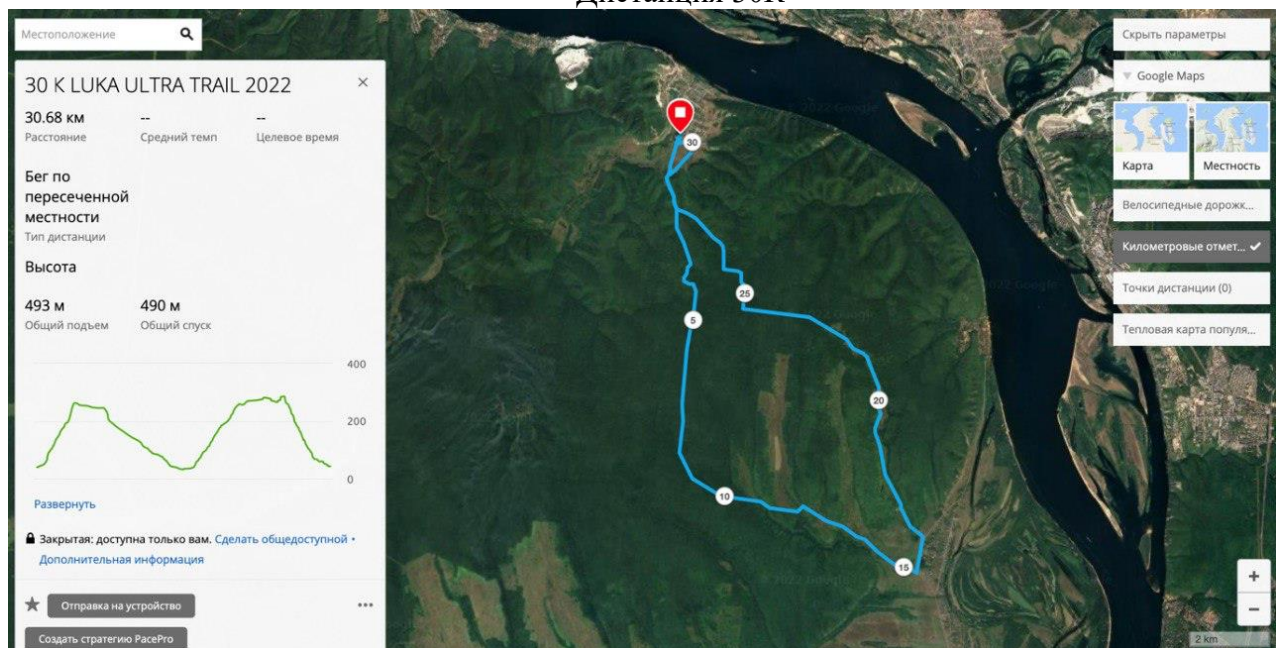 Дистанция 30К
Местоположение
30 K LUKA ULTRA TRAIL 2022
30.68 км
--
--
Расстояние
Средний темп
Целевое время
Бег по
пересеченной
местности
Тип дистанции
Высота
493 м
490 м
Общий подъем
Общий спуск
400
200
0
Развернуть
Закрытая: доступна только вам. Сделать общедоступной •
Дополнительная информация
Отправка на устройство
Создать стратегию PacePro
30
25
5
20
10
15
Скрыть параметры
Google Maps
Карта
Местность
Велосипедные дорожк...
Километровые отмет...
Точки дистанции (0)
Тепловая карта популя...
+
−
2 km
© 2022 Google